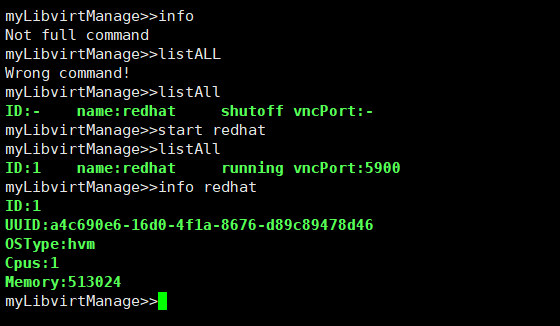 myLibvirtManage>>info
Not full command
myLibvirtManage>>listALL
Wrong command!
myLibvirtManage>>listAll
ID:-    name:redhat     shutoff vncPort:-
myLibvirtManage>>start redhat
myLibvirtManage>>listAll
ID:1    name:redhat     running vncPort:5900
myLibvirtManage>>info redhat
ID:1
UUID:a4c690e6-16d0-4f1a-8676-d89c89478d46
OSType:hvm
Cpus:1
Memory:513024
myLibvirtManage>>